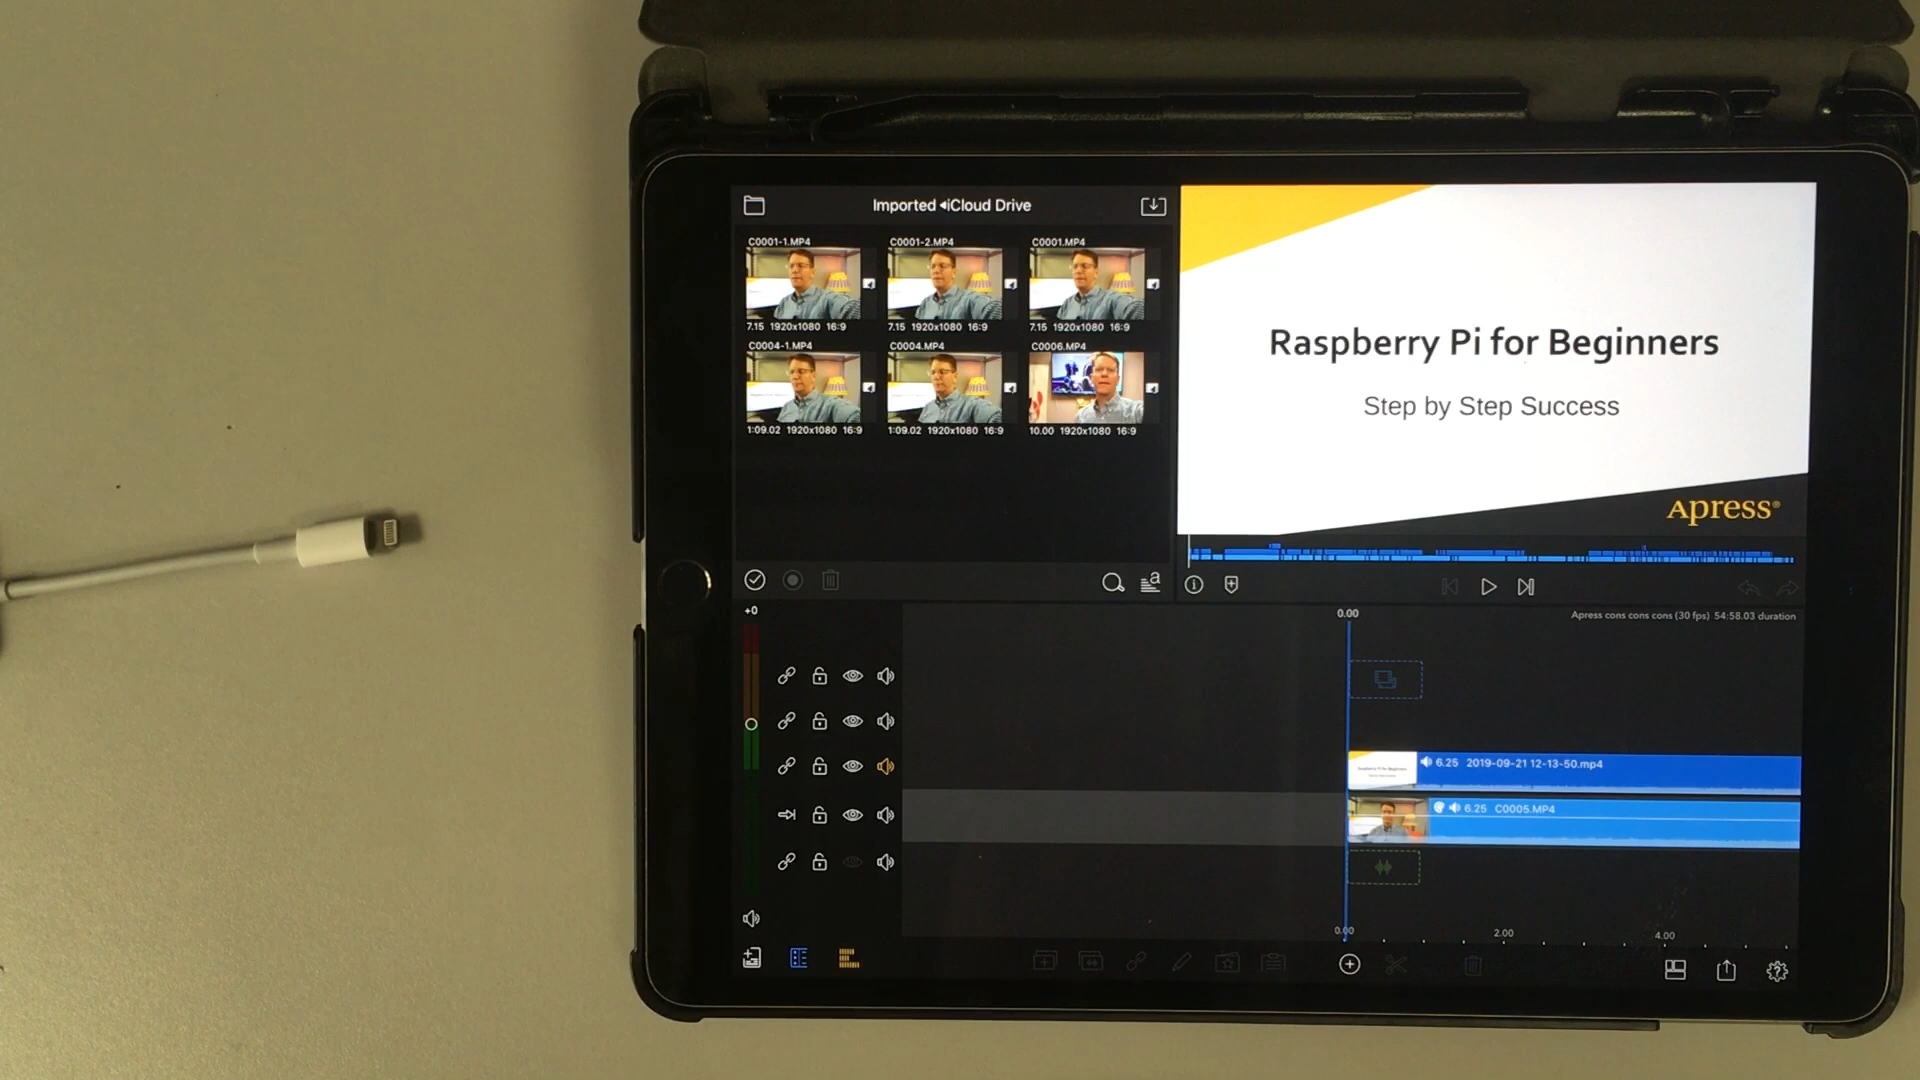 Imported ◂iCloud Drive
C0001-1.MP4
C0001-2.MP4
C0001.MP4
7.15 1920x1080 16:9
7.15 1920x1080 16:9
7.15 1920x1080 16:9
C0004-1.MP4
C0004.MP4
C0006.MP4
1:09.02 1920x1080 16:9
1:09.02 1920x1080 16:9
10.00 1920x1080 16:9
Raspberry Pi for Beginners
Step by Step Success
Apress®
+0
0.00
Apress cons cons cons (30 fps) 54:58.03 duration
Raspberry Pi for Beginners
6.25 2019-09-21 12-13-50.mp4
6.25 C0005.MP4
0.00
2.00
4.00